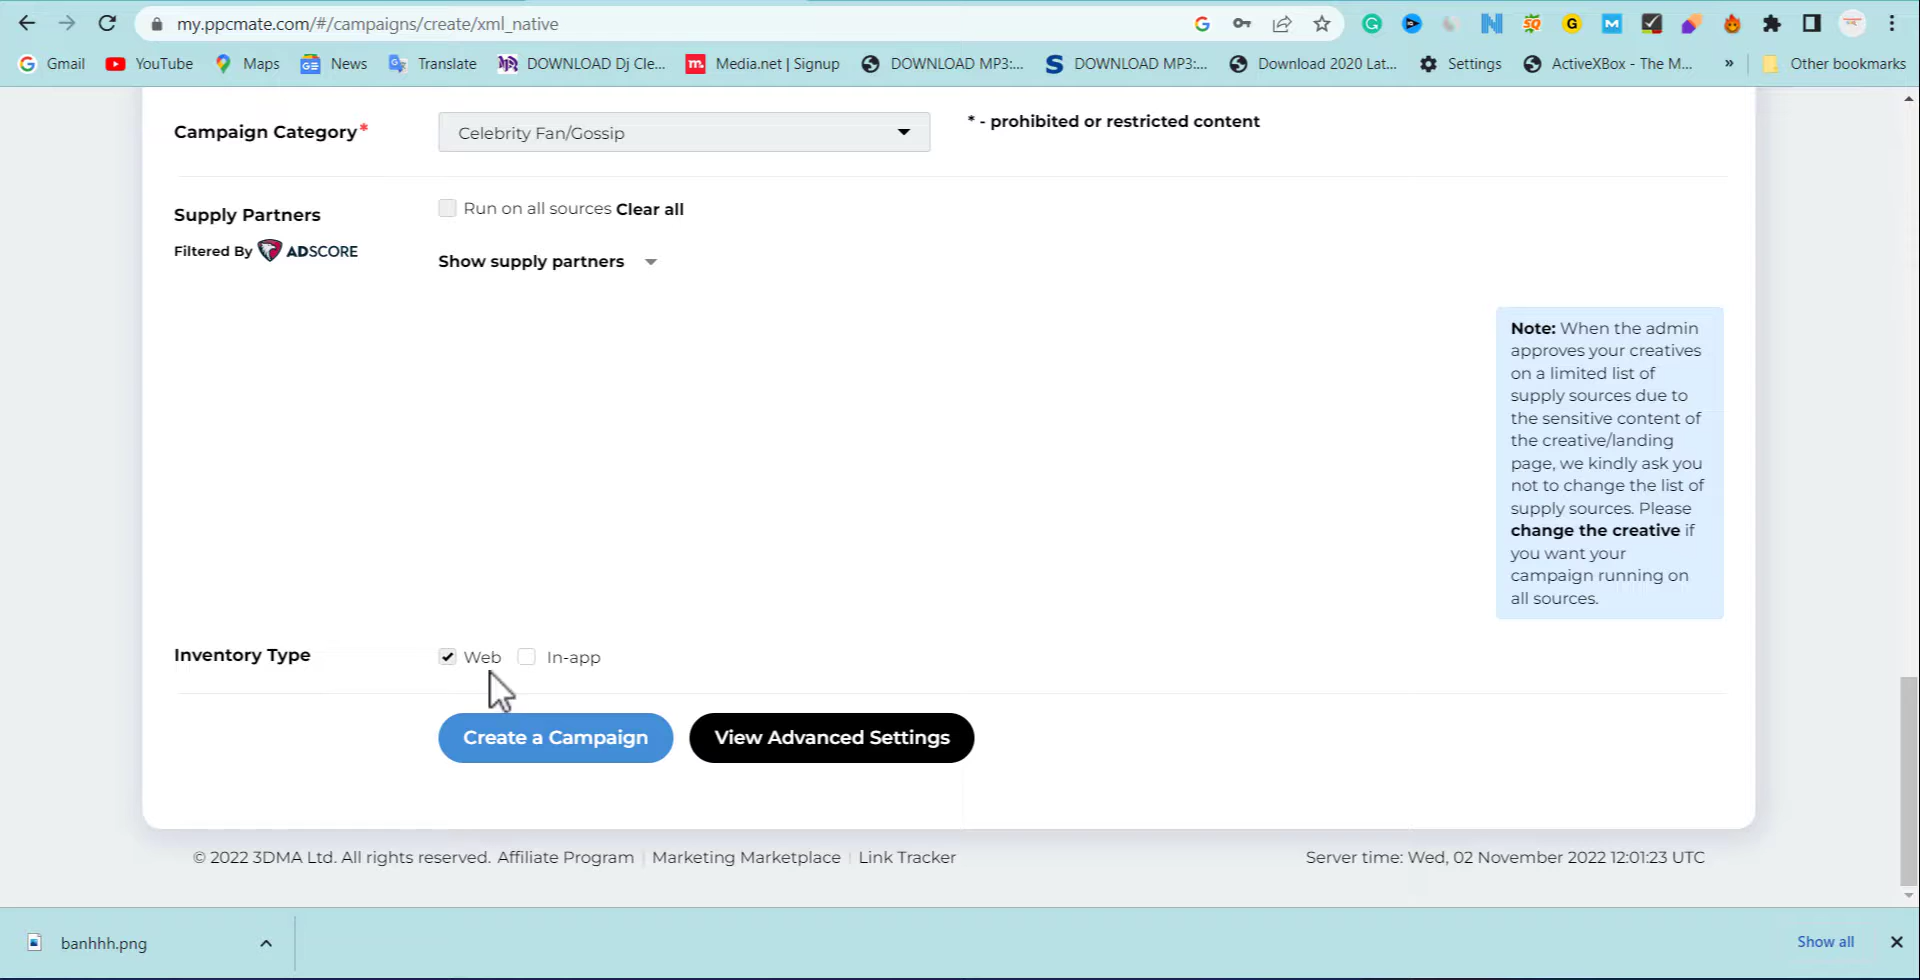 my.ppcmate.com/#/campaigns/create/xml_native
Gmail YouTube Maps News Translate DOWNLOAD Dj Cle... Media.net | Signup DOWNLOAD MP3:... DOWNLOAD MP3:... Download 2020 Lat... Settings ActiveXBox - The M... » Other bookmarks
Campaign Category* Celebrity Fan/Gossip * - prohibited or restricted content
Supply Partners Run on all sources Clear all
Filtered By ADSCORE
Show supply partners
Note: When the admin
approves your creatives
on a limited list of
supply sources due to
the sensitive content of
the creative/landing
page, we kindly ask you
not to change the list of
supply sources. Please
change the creative if
you want your
campaign running on
all sources.
Inventory Type Web In-app
Create a Campaign View Advanced Settings
© 2022 3DMA Ltd. All rights reserved. Affiliate Program | Marketing Marketplace | Link Tracker Server time: Wed, 02 November 2022 12:01:23 UTC
banhhh.png Show all